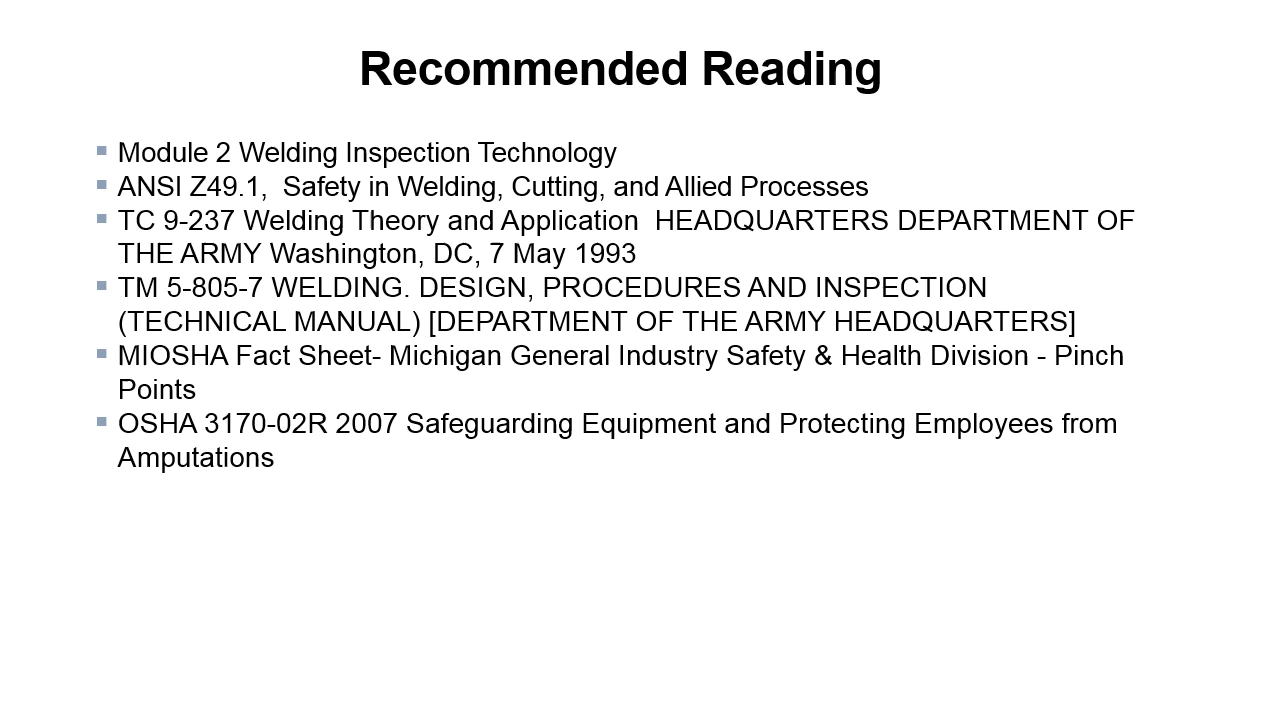 Recommended Reading
Module 2 Welding Inspection Technology
ANSI Z49.1,  Safety in Welding, Cutting, and Allied Processes
TC 9-237 Welding Theory and Application  HEADQUARTERS DEPARTMENT OF
THE ARMY Washington, DC, 7 May 1993
TM 5-805-7 WELDING. DESIGN, PROCEDURES AND INSPECTION
(TECHNICAL MANUAL) [DEPARTMENT OF THE ARMY HEADQUARTERS]
MIOSHA Fact Sheet- Michigan General Industry Safety & Health Division - Pinch
Points
OSHA 3170-02R 2007 Safeguarding Equipment and Protecting Employees from
Amputations